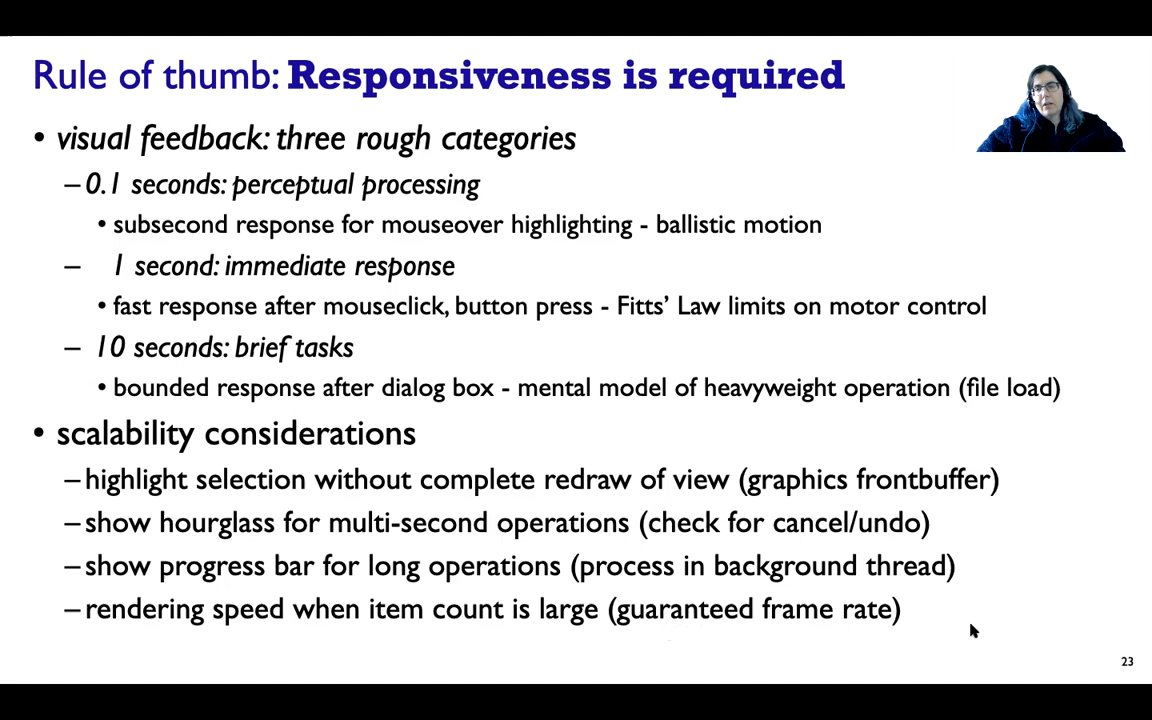 Rule of thumb: Responsiveness is required
• visual feedback: three rough categories
– 0.1 seconds: perceptual processing
• subsecond response for mouseover highlighting - ballistic motion
– 1 second: immediate response
• fast response after mouseclick, button press - Fitts’ Law limits on motor control
– 10 seconds: brief tasks
• bounded response after dialog box - mental model of heavyweight operation (file load)
• scalability considerations
– highlight selection without complete redraw of view (graphics frontbuffer)
– show hourglass for multi-second operations (check for cancel/undo)
– show progress bar for long operations (process in background thread)
– rendering speed when item count is large (guaranteed frame rate)
23